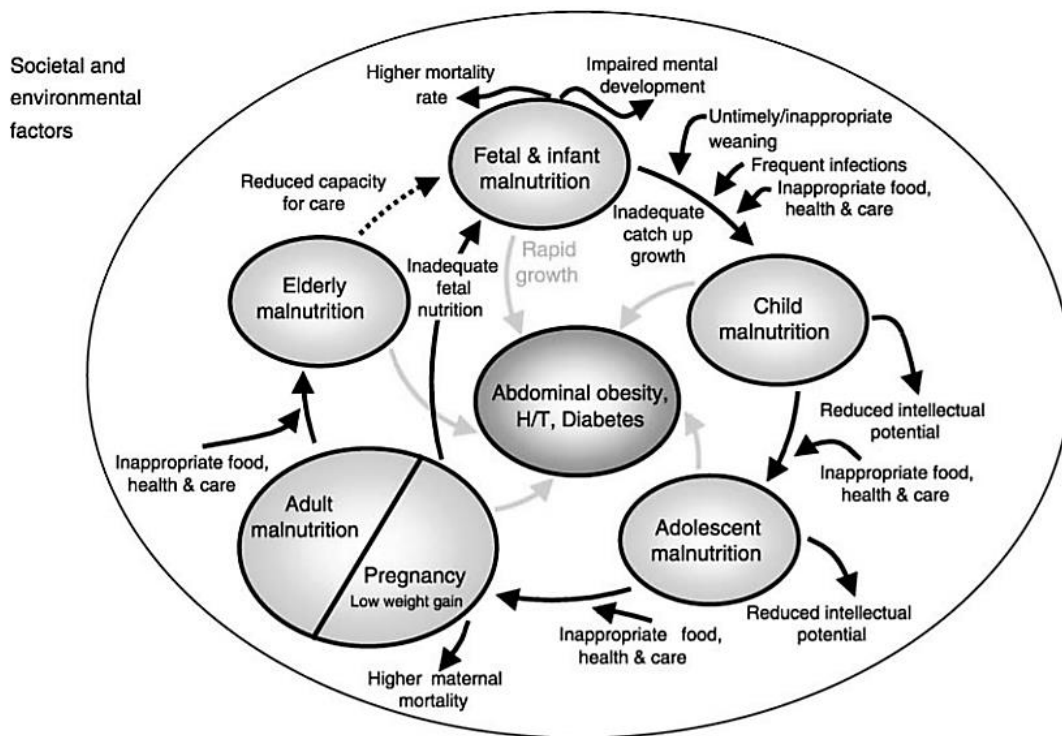 Societal and
environmental
factors
Higher mortality
rate
Impaired mental
development
Untimely/inappropriate
weaning
Frequent infections
Inappropriate food,
health & care
Fetal & infant
malnutrition
Reduced capacity
for care
Inadequate
catch up
growth
Rapid
growth
Inadequate
fetal
nutrition
Elderly
malnutrition
Child
malnutrition
Abdominal obesity,
H/T, Diabetes
Reduced intellectual
potential
Inappropriate food,
health & care
Inappropriate food,
health & care
Adult
malnutrition
Pregnancy
Low weight gain
Adolescent
malnutrition
Reduced intellectual
potential
Inappropriate food,
health & care
Higher maternal
mortality